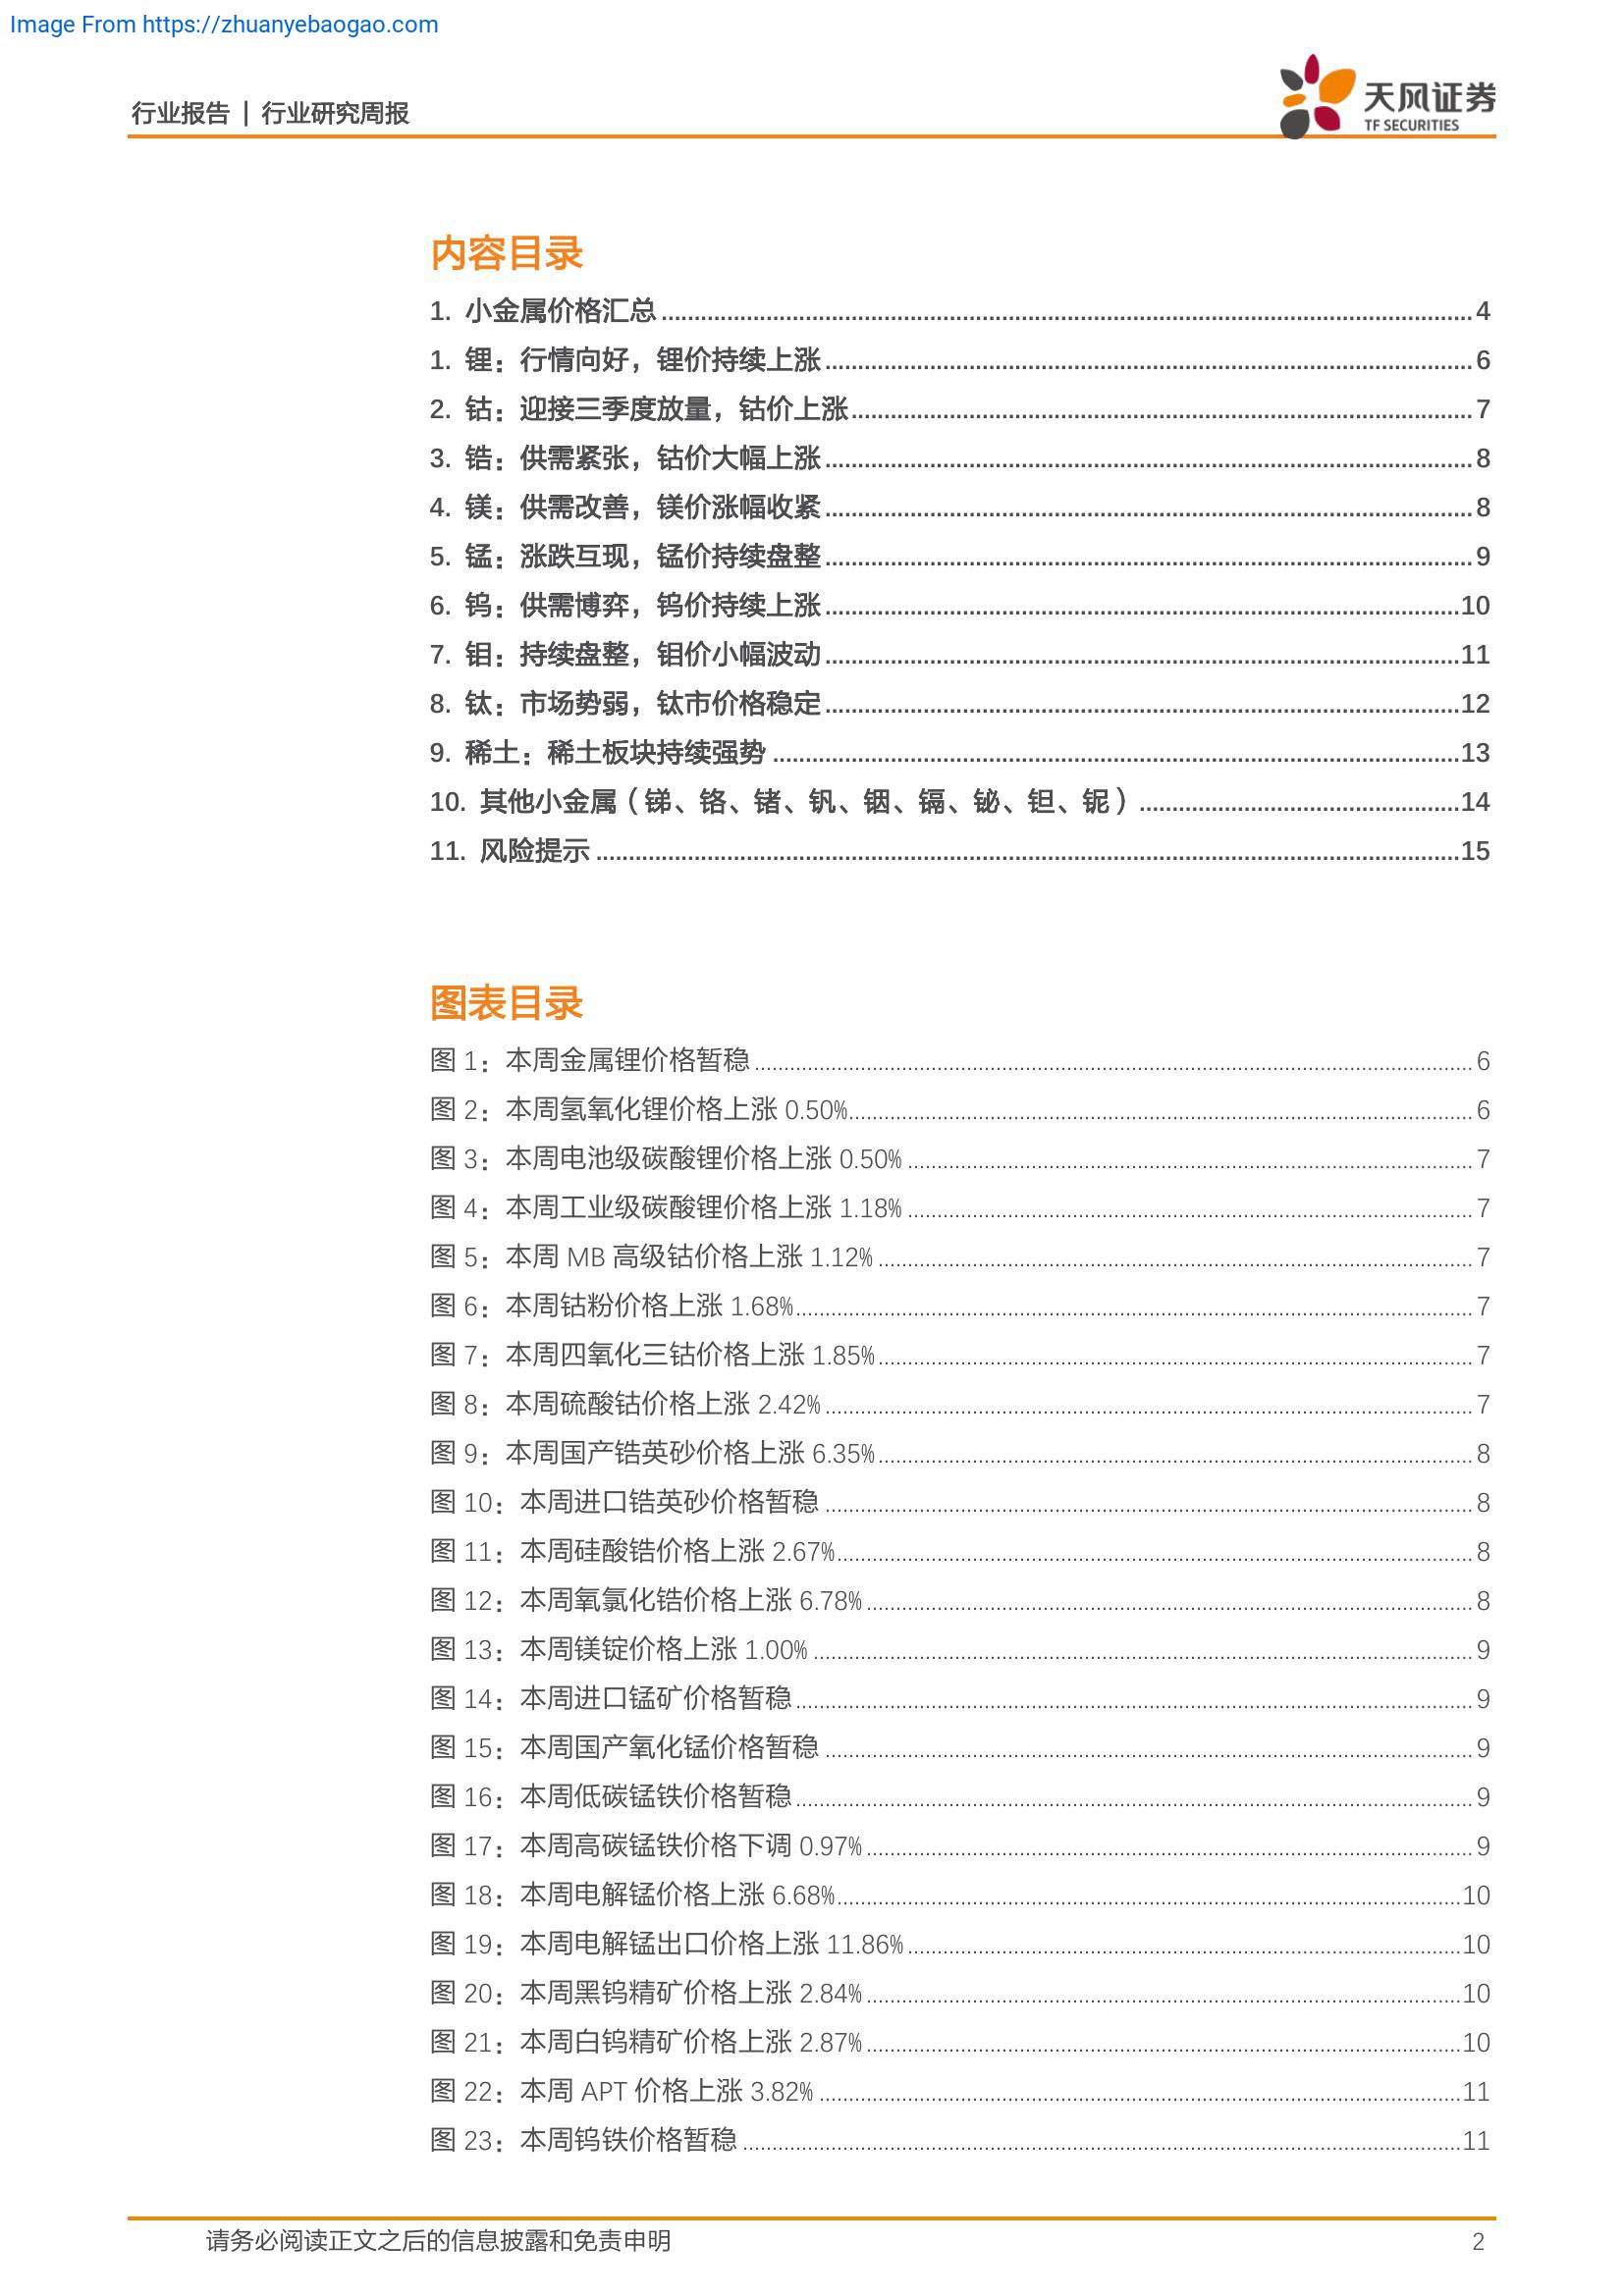 Image From https://zhuanyebaogao.com
行业报告 | 行业研究周报
天风证券
TF SECURITIES
内容目录
1. 小金属价格汇总 4
1. 锂：行情向好，锂价持续上涨 6
2. 钴：迎接三季度放量，钴价上涨 7
3. 锆：供需紧张，钴价大幅上涨 8
4. 镁：供需改善，镁价涨幅收紧 8
5. 锰：涨跌互现，锰价持续盘整 9
6. 钨：供需博弈，钨价持续上涨 10
7. 钼：持续盘整，钼价小幅波动 11
8. 钛：市场势弱，钛市价格稳定 12
9. 稀土：稀土板块持续强势 13
10. 其他小金属（锑、铬、锗、钒、铟、镉、铋、钽、铌） 14
11. 风险提示 15
图表目录
图 1：本周金属锂价格暂稳 6
图 2：本周氢氧化锂价格上涨 0.50% 6
图 3：本周电池级碳酸锂价格上涨 0.50% 7
图 4：本周工业级碳酸锂价格上涨 1.18% 7
图 5：本周 MB 高级钴价格上涨 1.12% 7
图 6：本周钴粉价格上涨 1.68% 7
图 7：本周四氧化三钴价格上涨 1.85% 7
图 8：本周硫酸钴价格上涨 2.42% 7
图 9：本周国产锆英砂价格上涨 6.35% 8
图 10：本周进口锆英砂价格暂稳 8
图 11：本周硅酸锆价格上涨 2.67% 8
图 12：本周氧氯化锆价格上涨 6.78% 8
图 13：本周镁锭价格上涨 1.00% 9
图 14：本周进口锰矿价格暂稳 9
图 15：本周国产氧化锰价格暂稳 9
图 16：本周低碳锰铁价格暂稳 9
图 17：本周高碳锰铁价格下调 0.97% 9
图 18：本周电解锰价格上涨 6.68% 10
图 19：本周电解锰出口价格上涨 11.86% 10
图 20：本周黑钨精矿价格上涨 2.84% 10
图 21：本周白钨精矿价格上涨 2.87% 10
图 22：本周 APT 价格上涨 3.82% 11
图 23：本周钨铁价格暂稳 11
请务必阅读正文之后的信息披露和免责申明 2